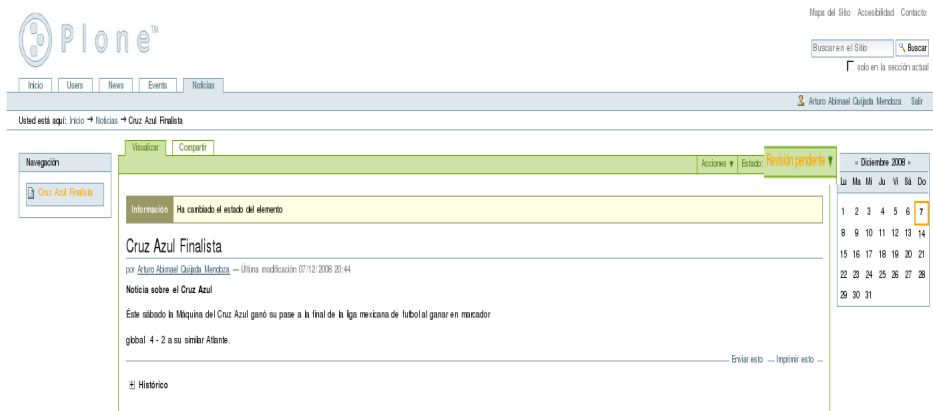 Mapa del Sitio Accesibilidad Contacto
Plone™
Buscar en el Sitio Buscar
solo en la sección actual
Inicio Users News Events Noticias
Arturo Abimael Quijada Mendoza Salir
Usted está aquí: Inicio → Noticias → Cruz Azul Finalista
Visualizar Compartir
Navegación
Cruz Azul Finalista
Acciones ▼ Estado: Revisión pendiente ▼
Información Ha cambiado el estado del elemento
Cruz Azul Finalista
por Arturo Abimael Quijada Mendoza — Última modificación 07/12/2008 20:44
Noticia sobre el Cruz Azul
Éste sábado la Máquina del Cruz Azul ganó su pase a la final de la liga mexicana de futbol al ganar en marcador
global 4 - 2 a su similar Atlante.
Enviar esto — Imprimir esto —
Histórico
« Diciembre 2008 »
Lu Ma Mi Ju Vi Sá Do
1 2 3 4 5 6 7
8 9 10 11 12 13 14
15 16 17 18 19 20 21
22 23 24 25 26 27 28
29 30 31